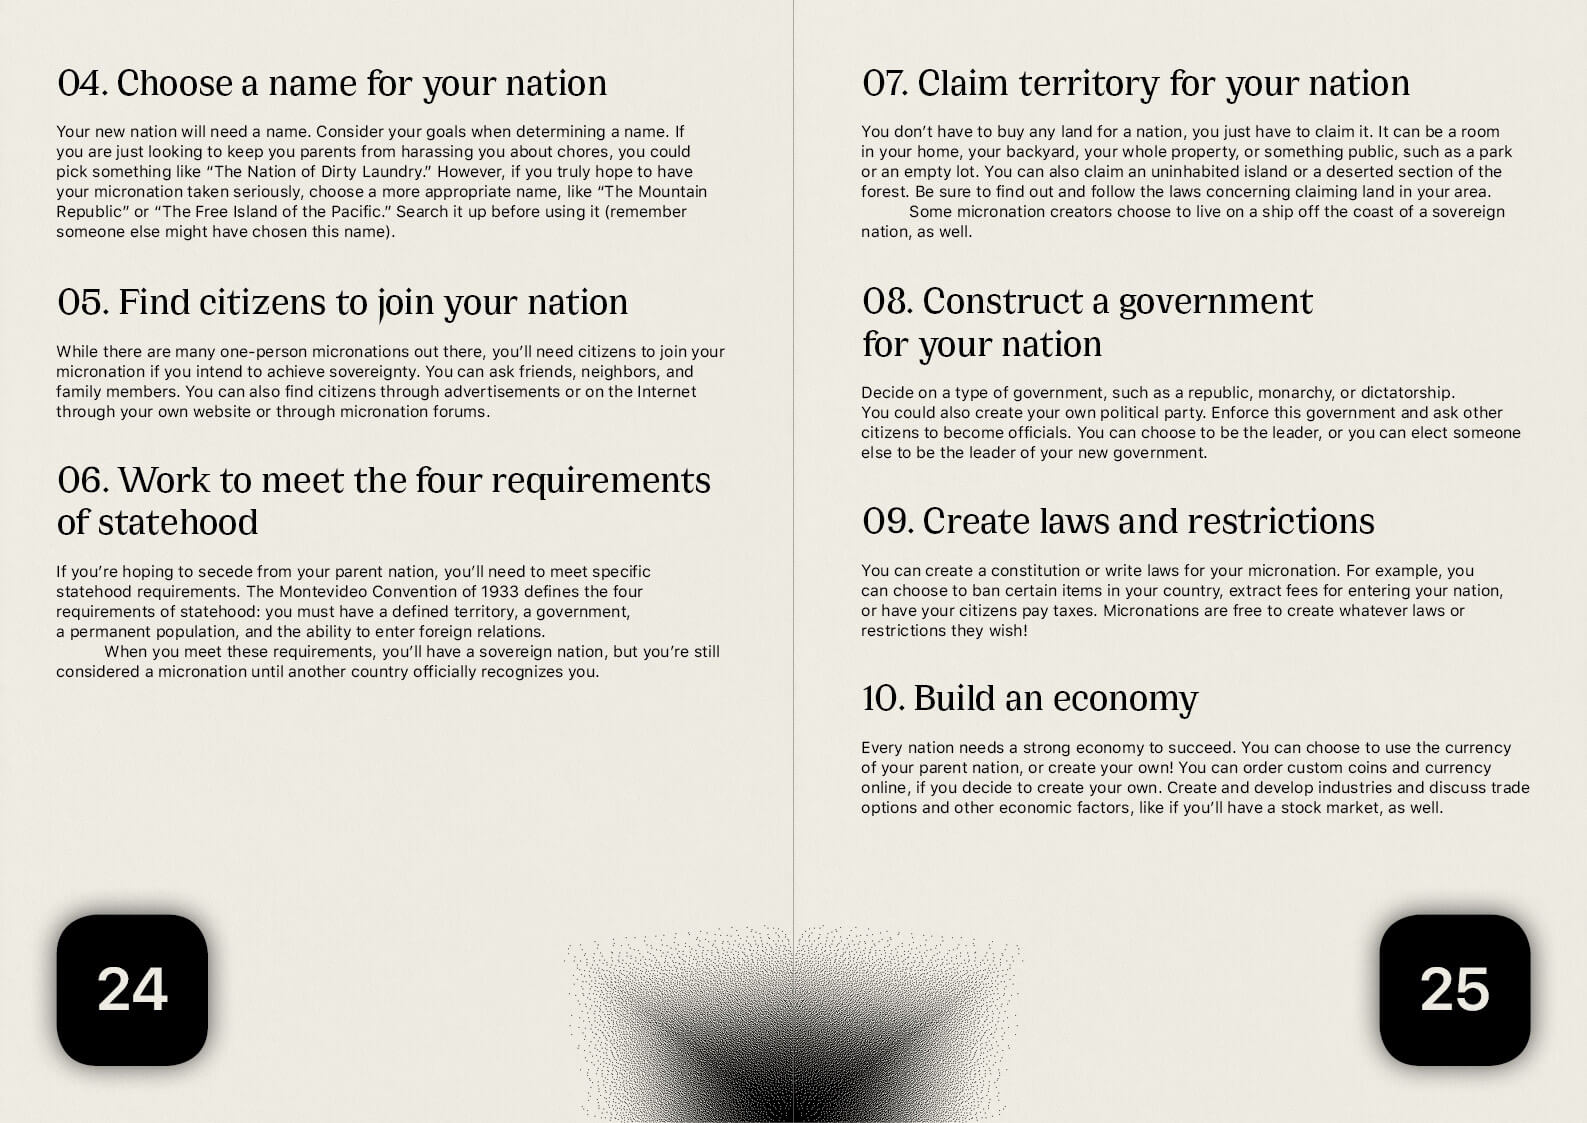 04. Choose a name for your nation
Your new nation will need a name. Consider your goals when determining a name. If
you are just looking to keep you parents from harassing you about chores, you could
pick something like “The Nation of Dirty Laundry.” However, if you truly hope to have
your micronation taken seriously, choose a more appropriate name, like “The Mountain
Republic” or “The Free Island of the Pacific.” Search it up before using it (remember
someone else might have chosen this name).
05. Find citizens to join your nation
While there are many one-person micronations out there, you’ll need citizens to join your
micronation if you intend to achieve sovereignty. You can ask friends, neighbors, and
family members. You can also find citizens through advertisements or on the Internet
through your own website or through micronation forums.
06. Work to meet the four requirements
of statehood
If you’re hoping to secede from your parent nation, you’ll need to meet specific
statehood requirements. The Montevideo Convention of 1933 defines the four
requirements of statehood: you must have a defined territory, a government,
a permanent population, and the ability to enter foreign relations.
When you meet these requirements, you’ll have a sovereign nation, but you’re still
considered a micronation until another country officially recognizes you.
24
07. Claim territory for your nation
You don’t have to buy any land for a nation, you just have to claim it. It can be a room
in your home, your backyard, your whole property, or something public, such as a park
or an empty lot. You can also claim an uninhabited island or a deserted section of the
forest. Be sure to find out and follow the laws concerning claiming land in your area.
Some micronation creators choose to live on a ship off the coast of a sovereign
nation, as well.
08. Construct a government
for your nation
Decide on a type of government, such as a republic, monarchy, or dictatorship.
You could also create your own political party. Enforce this government and ask other
citizens to become officials. You can choose to be the leader, or you can elect someone
else to be the leader of your new government.
09. Create laws and restrictions
You can create a constitution or write laws for your micronation. For example, you
can choose to ban certain items in your country, extract fees for entering your nation,
or have your citizens pay taxes. Micronations are free to create whatever laws or
restrictions they wish!
10. Build an economy
Every nation needs a strong economy to succeed. You can choose to use the currency
of your parent nation, or create your own! You can order custom coins and currency
online, if you decide to create your own. Create and develop industries and discuss trade
options and other economic factors, like if you’ll have a stock market, as well.
25